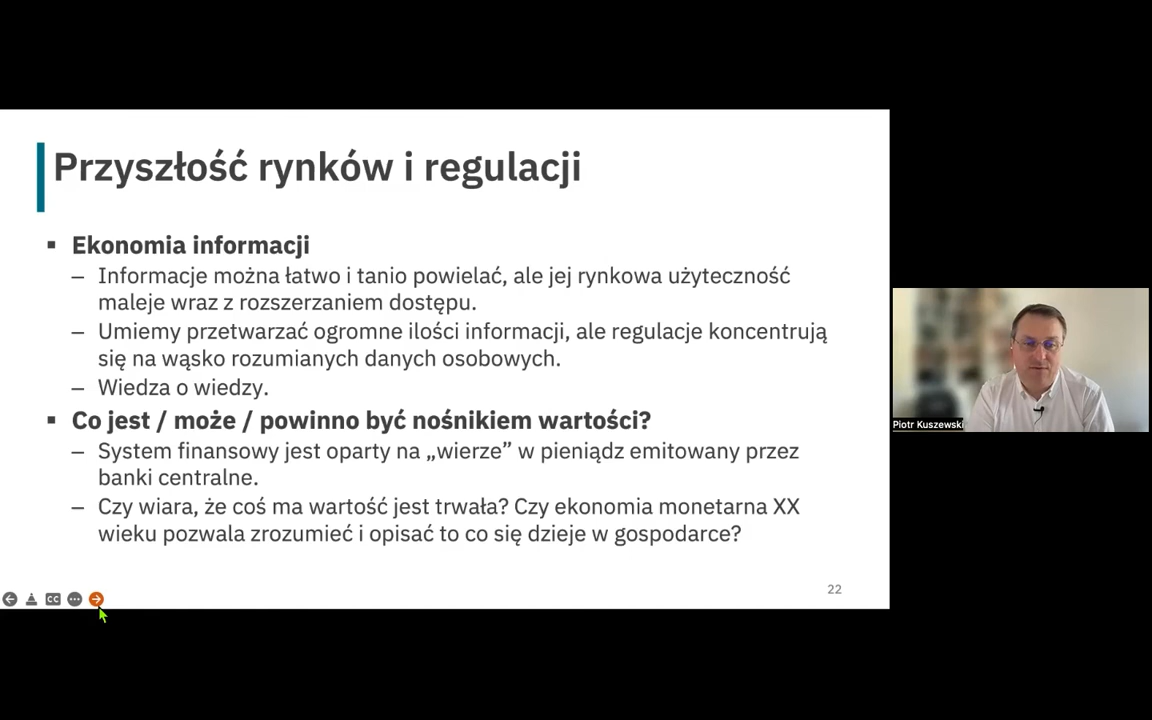 Przyszłość rynków i regulacji
▪ Ekonomia informacji
– Informacje można łatwo i tanio powielać, ale jej rynkowa użyteczność
maleje wraz z rozszerzaniem dostępu.
– Umiemy przetwarzać ogromne ilości informacji, ale regulacje koncentrują
się na wąsko rozumianych danych osobowych.
– Wiedza o wiedzy.
▪ Co jest / może / powinno być nośnikiem wartości?
– System finansowy jest oparty na „wierze” w pieniądz emitowany przez
banki centralne.
– Czy wiara, że coś ma wartość jest trwała? Czy ekonomia monetarna XX
wieku pozwala zrozumieć i opisać to co się dzieje w gospodarce?
22
CC
Piotr Kuszewski